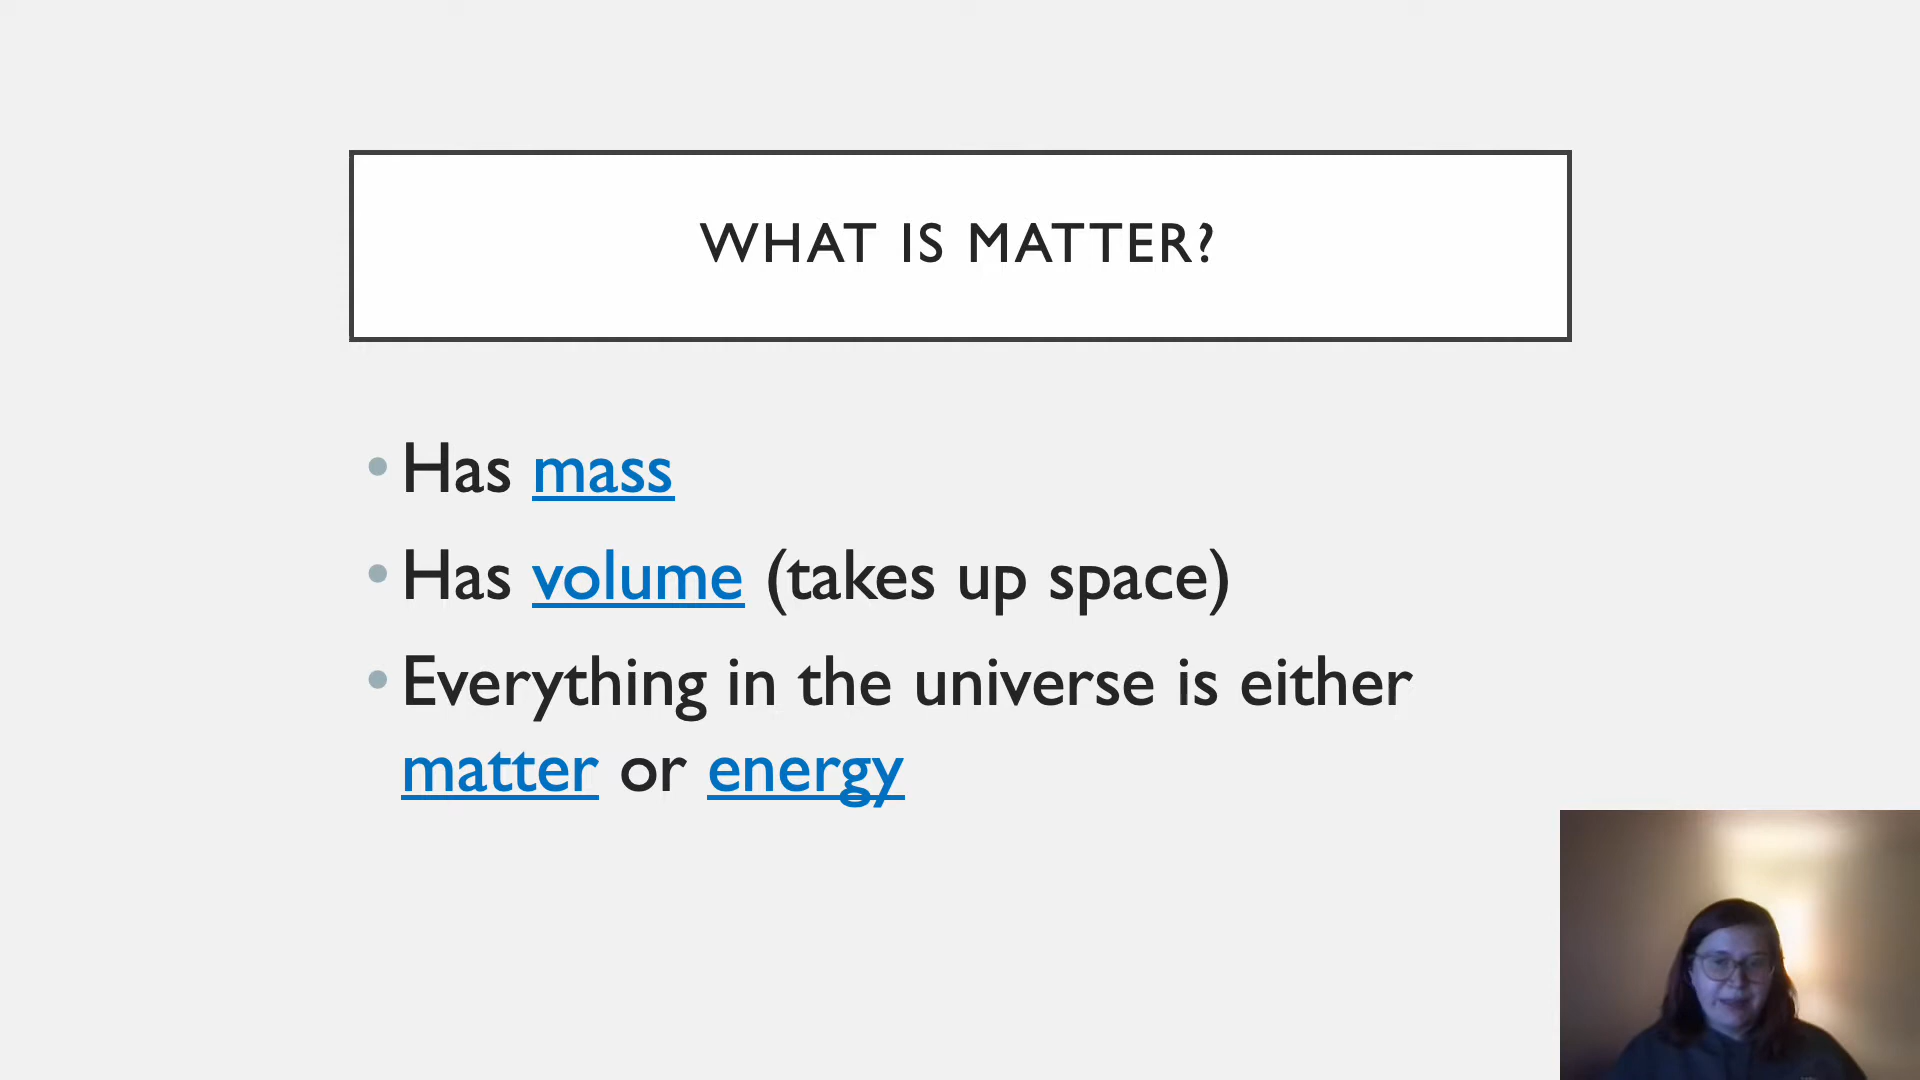 WHAT IS MATTER?
• Has mass
• Has volume (takes up space)
• Everything in the universe is either
matter or energy